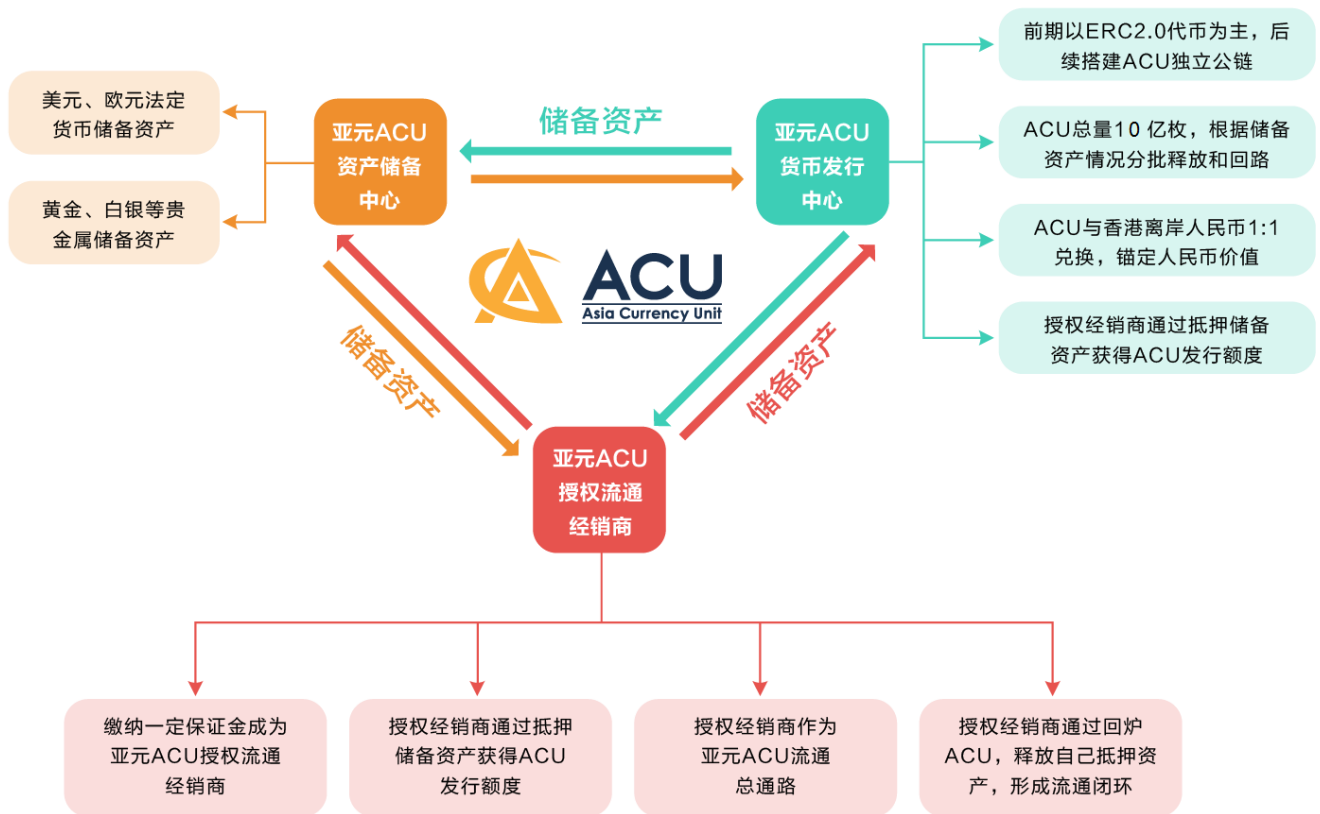 前期以ERC2.0代币为主，后
续搭建ACU独立公链
美元、欧元法定
货币储备资产
亚元ACU
资产储备
中心
储备资产
亚元ACU
货币发行
中心
ACU总量10 亿枚，根据储备
资产情况分批释放和回路
黄金、白银等贵
金属储备资产
ACU与香港离岸人民币1:1
兑换，锚定人民币价值
ACU
Asia Currency Unit
授权经销商通过抵押储备
资产获得ACU发行额度
储备资产
储备资产
亚元ACU
授权流通
经销商
缴纳一定保证金成为
亚元ACU授权流通
经销商
授权经销商通过抵押
储备资产获得ACU
发行额度
授权经销商作为
亚元ACU流通
总通路
授权经销商通过回炉
ACU，释放自己抵押资
产，形成流通闭环